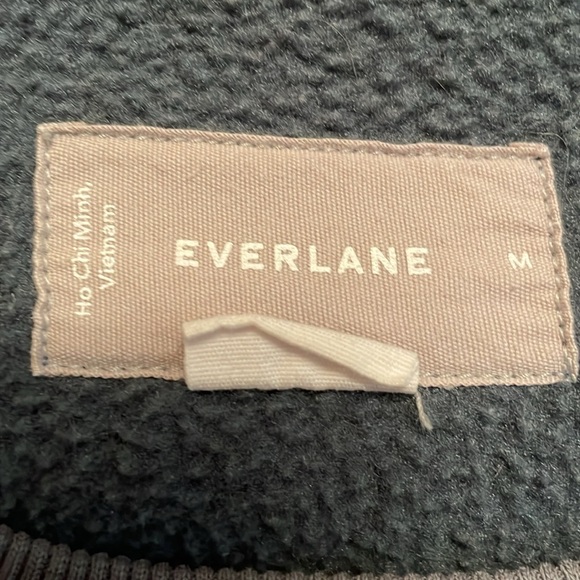 Ho Chi Minh,
Vietnam
EVERLANE
M